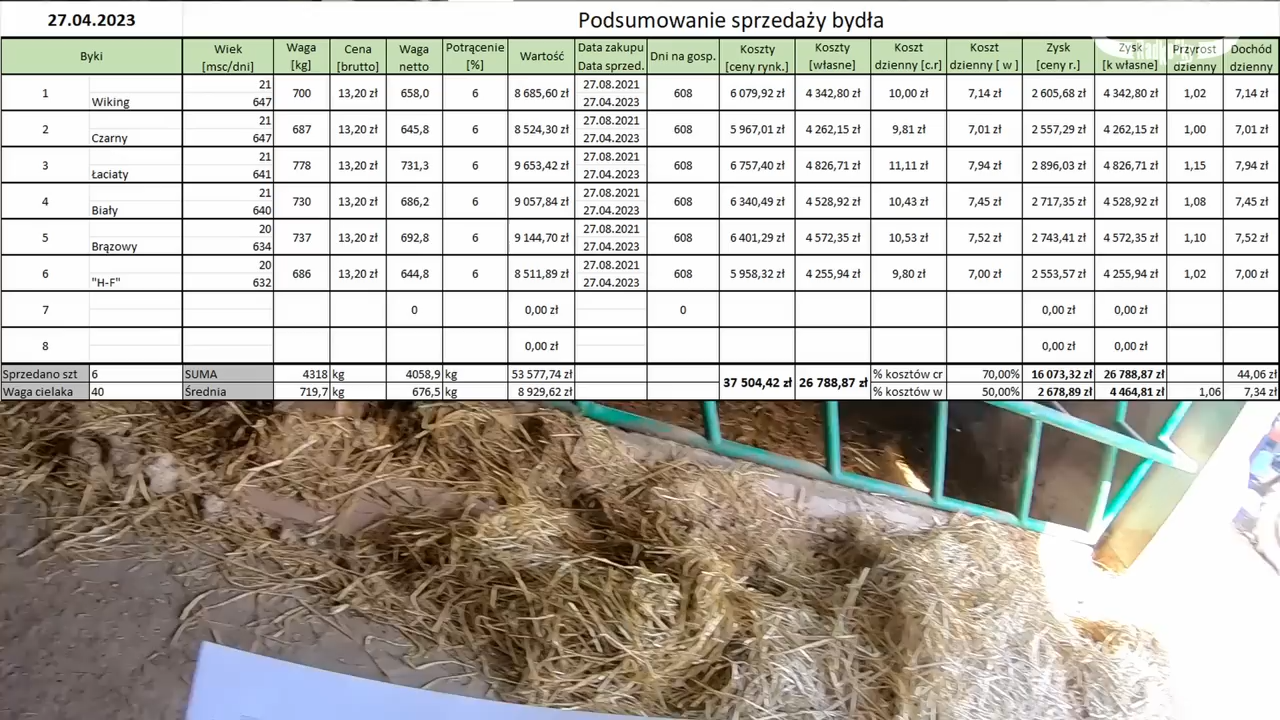 27.04.2023 Podsumowanie sprzedaży bydła
Byki Wiek [msc/dni] Waga [kg] Cena [brutto] Waga netto Potrącenie [%] Wartość Data zakupu Data sprzed. Dni na gosp. Koszty [ceny rynk.] Koszty [własne] Koszt dzienny [c.r] Koszt dzienny [ w ] Zysk [ceny r.] Zysk [k własne] Przyrost dzienny Dochód dzienny
1 Wiking 21 647 700 13,20 zł 658,0 6 8 685,60 zł 27.08.2021 27.04.2023 608 6 079,92 zł 4 342,80 zł 10,00 zł 7,14 zł 2 605,68 zł 4 342,80 zł 1,02 7,14 zł
2 Czarny 21 647 687 13,20 zł 645,8 6 8 524,30 zł 27.08.2021 27.04.2023 608 5 967,01 zł 4 262,15 zł 9,81 zł 7,01 zł 2 557,29 zł 4 262,15 zł 1,00 7,01 zł
3 Łaciaty 21 641 778 13,20 zł 731,3 6 9 653,42 zł 27.08.2021 27.04.2023 608 6 757,40 zł 4 826,71 zł 11,11 zł 7,94 zł 2 896,03 zł 4 826,71 zł 1,15 7,94 zł
4 Biały 21 640 730 13,20 zł 686,2 6 9 057,84 zł 27.08.2021 27.04.2023 608 6 340,49 zł 4 528,92 zł 10,43 zł 7,45 zł 2 717,35 zł 4 528,92 zł 1,08 7,45 zł
5 Brązowy 20 634 737 13,20 zł 692,8 6 9 144,70 zł 27.08.2021 27.04.2023 608 6 401,29 zł 4 572,35 zł 10,53 zł 7,52 zł 2 743,41 zł 4 572,35 zł 1,10 7,52 zł
6 "H-F" 20 632 686 13,20 zł 644,8 6 8 511,89 zł 27.08.2021 27.04.2023 608 5 958,32 zł 4 255,94 zł 9,80 zł 7,00 zł 2 553,57 zł 4 255,94 zł 1,02 7,00 zł
7 0 0,00 zł 0 0,00 zł 0,00 zł
8 0,00 zł 0,00 zł 0,00 zł
Sprzedano szt 6 SUMA 4318 kg 4058,9 kg 53 577,74 zł 37 504,42 zł 26 788,87 zł % kosztów cr 70,00% 16 073,32 zł 26 788,87 zł 44,06 zł
Waga cielaka 40 Średnia 719,7 kg 676,5 kg 8 929,62 zł % kosztów w 50,00% 2 678,89 zł 4 464,81 zł 1,06 7,34 zł